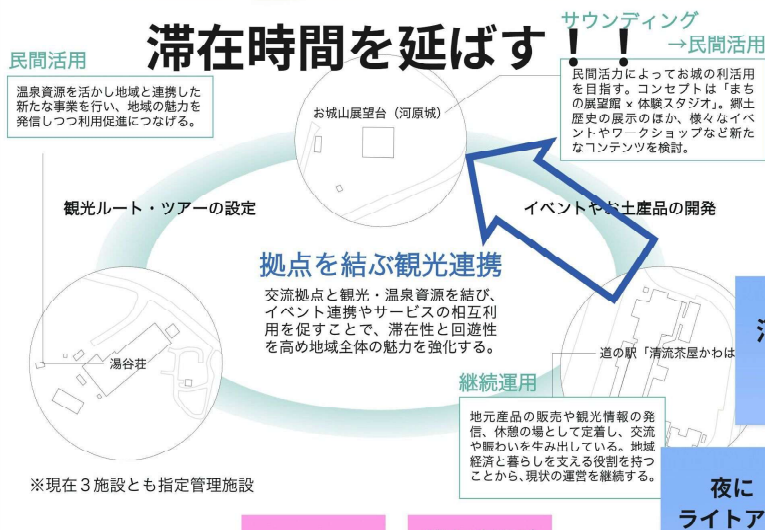 滞在時間を延ばす！！
サウンディング
→民間活用
民間活用
温泉資源を活かし地域と連携した
新たな事業を行い、地域の魅力を
発信しつつ利用促進につなげる。
お城山展望台（河原城）
民間活力によってお城の利活用
を目指す。コンセプトは「まち
の展望館 × 体験スタジオ」。郷土
歴史の展示のほか、様々なイベ
ントやワークショップなど新た
なコンテンツを検討。
観光ルート・ツアーの設定
イベントやお土産品の開発
拠点を結ぶ観光連携
交流拠点と観光・温泉資源を結び、
イベント連携やサービスの相互利
用を促すことで、滞在性と回遊性
を高め地域全体の魅力を強化する。
湯谷荘
道の駅「清流茶屋かわは
継続運用
地元産品の販売や観光情報の発
信、休憩の場として定着し、交流
や賑わいを生み出している。地域
経済と暮らしを支える役割を持つ
ことから、現状の運営を継続する。
※現在３施設とも指定管理施設
夜に
ライトア